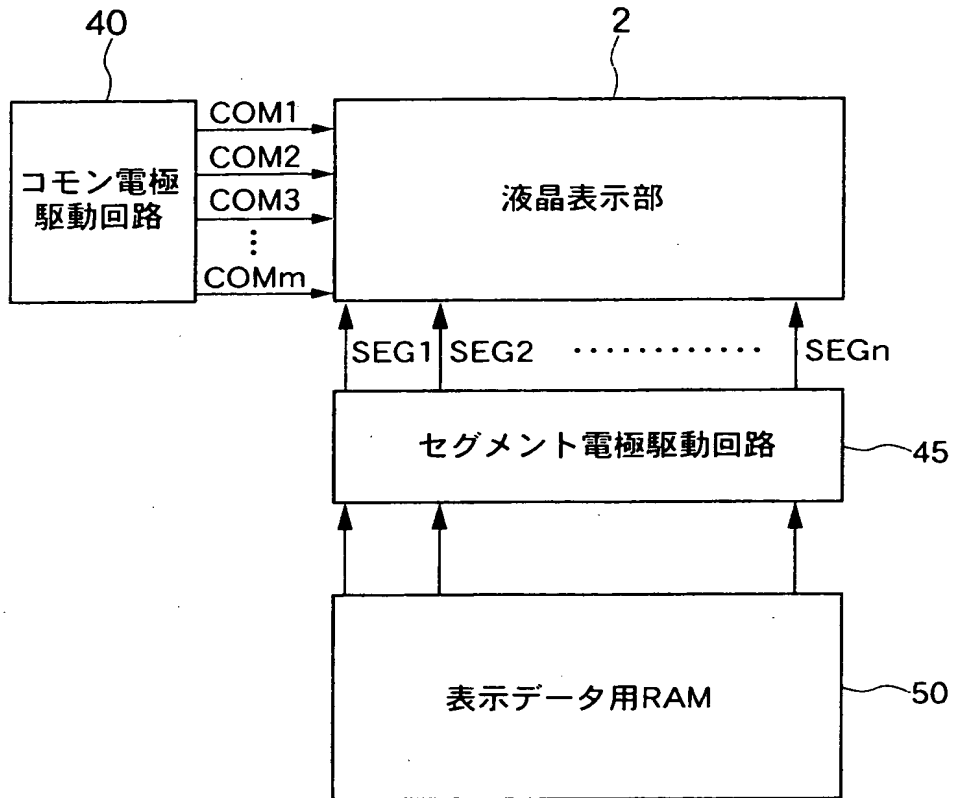 40
2
コモン電極
駆動回路
COM1
COM2
COM3
COMm
液晶表示部
SEG1
SEG2
SEGn
セグメント電極駆動回路
45
表示データ用RAM
50